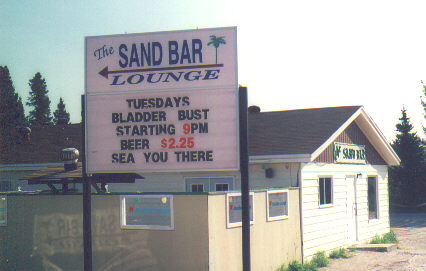 The
SAND BAR
LOUNGE
TUESDAYS
BLADDER BUST
STARTING 9PM
BEER $2.25
SEA YOU THERE
SAND BAR